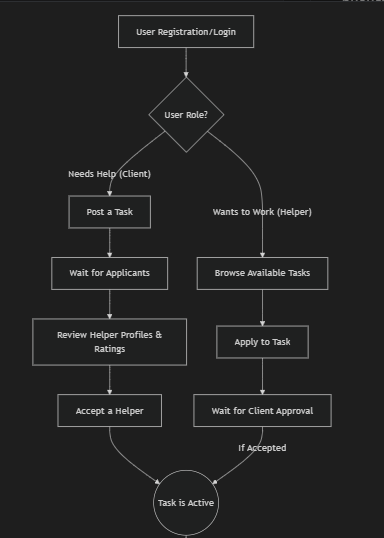 User Registration/Login
User Role?
Needs Help (Client)
Post a Task
Wants to Work (Helper)
Wait for Applicants
Browse Available Tasks
Review Helper Profiles &
Ratings
Apply to Task
Accept a Helper
Wait for Client Approval
If Accepted
Task is Active